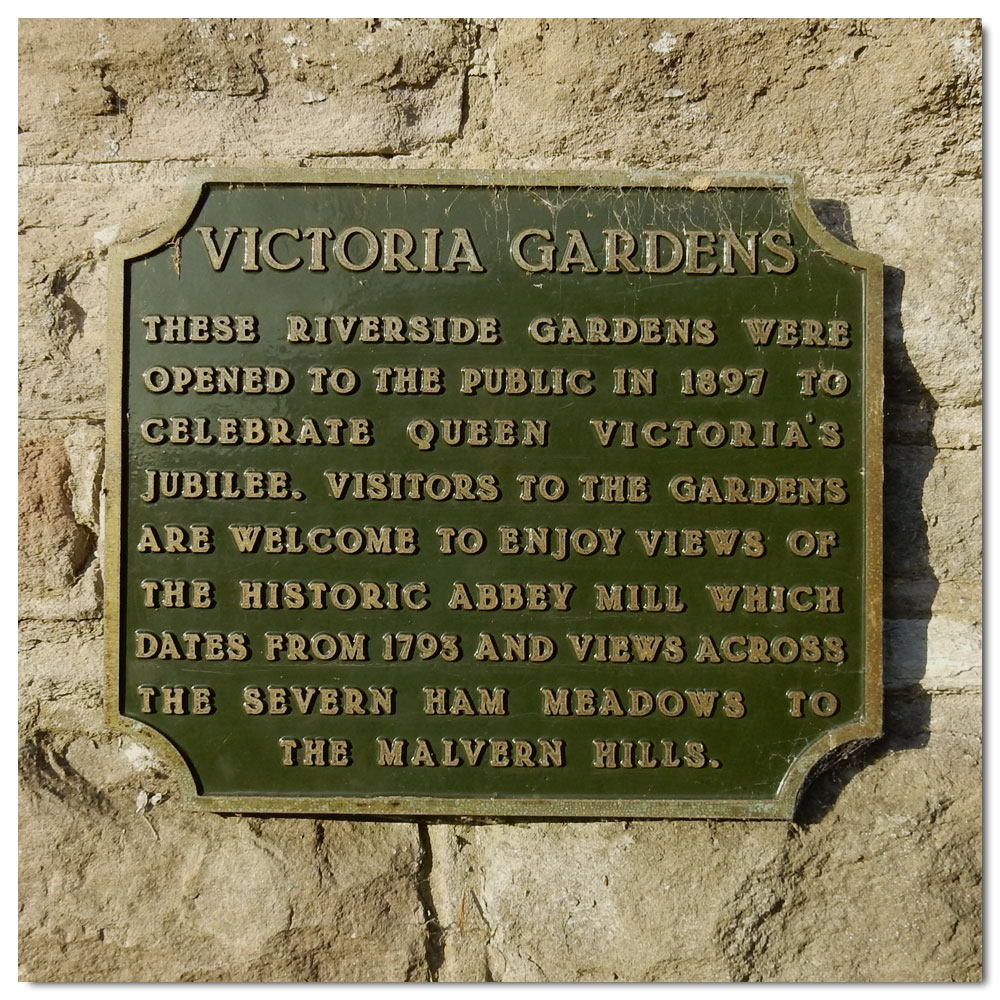 VICTORIA GARDENS
THESE RIVERSIDE GARDENS WERE
OPENED TO THE PUBLIC IN 1897 TO
CELEBRATE QUEEN VICTORIA'S
JUBILEE. VISITORS TO THE GARDENS
ARE WELCOME TO ENJOY VIEWS OF
THE HISTORIC ABBEY MILL WHICH
DATES FROM 1793 AND VIEWS ACROSS
THE SEVERN HAM MEADOWS TO
THE MALVERN HILLS.